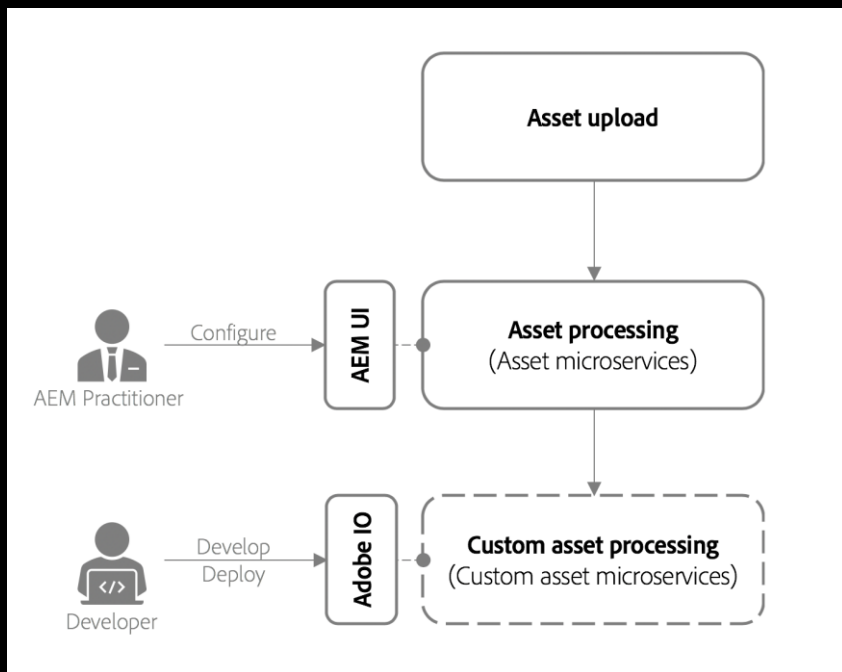 Asset upload
Configure
AEM UI
Asset processing
(Asset microservices)
AEM Practitioner
Develop
Deploy
Adobe IO
Custom asset processing
(Custom asset microservices)
</>
Developer